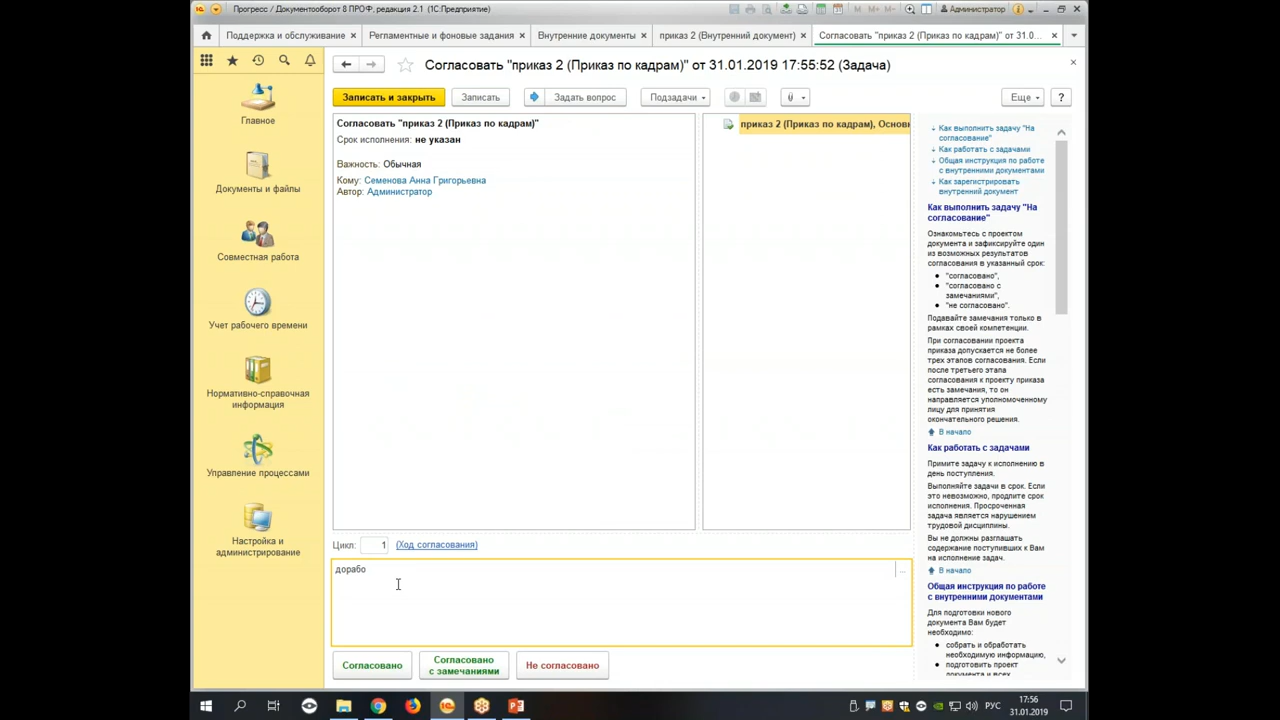 Прогресс / Документооборот 8 ПРОФ, редакция 2.1 (1С:Предприятие)
M M+ M-
Администратор
Поддержка и обслуживание ×
Регламентные и фоновые задания ×
Внутренние документы ×
приказ 2 (Внутренний документ) ×
Согласовать "приказ 2 (Приказ по кадрам)" от 31.0... ×
Главное
Документы и файлы
Совместная работа
Учет рабочего времени
Нормативно-справочная
информация
Управление процессами
Настройка и
администрирование
Согласовать "приказ 2 (Приказ по кадрам)" от 31.01.2019 17:55:52 (Задача)
Записать и закрыть
Записать
Задать вопрос
Подзадачи
Еще
?
Согласовать "приказ 2 (Приказ по кадрам)"
Срок исполнения: не указан
Важность: Обычная
Кому: Семенова Анна Григорьевна
Автор: Администратор
приказ 2 (Приказ по кадрам), Основн
Цикл: 1 (Ход согласования)
дорабо
...
Согласовано
Согласовано
с замечаниями
Не согласовано
Как выполнить задачу "На
согласование"
Как работать с задачами
Общая инструкция по работе
с внутренними документами
Как зарегистрировать
внутренний документ
Как выполнить задачу "На
согласование"
Ознакомьтесь с проектом
документа и зафиксируйте один
из возможных результатов
согласования в указанный срок:
"согласовано",
"согласовано с
замечаниями",
"не согласовано".
Подавайте замечания только в
рамках своей компетенции.
При согласовании проекта
приказа допускается не более
трех этапов согласования. Если
после третьего этапа
согласования к проекту приказа
есть замечания, то он
направляется уполномоченному
лицу для принятия
окончательного решения.
В начало
Как работать с задачами
Примите задачу к исполнению в
день поступления.
Выполняйте задачи в срок. Если
это невозможно, продлите срок
исполнения. Просроченная
задача является нарушением
трудовой дисциплины.
Вы не должны разглашать
содержание поступивших к Вам
на исполнение задач.
В начало
Общая инструкция по работе
с внутренними документами
Для подготовки нового
документа Вам будет
необходимо:
собрать и обработать
необходимую информацию,
подготовить проект
документа и всех
РУС
17:56
31.01.2019